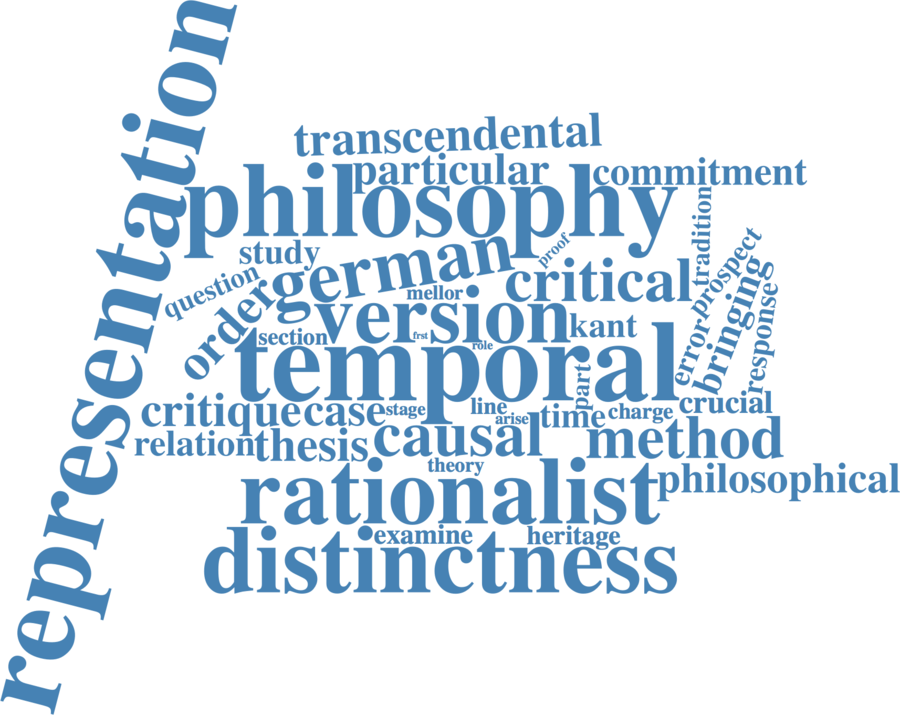 representation
transcendental
particular
commitment
philosophy
tradition
study
german
proof
prospect
question
critical
bringing
order
mellor
version
kant
response
section
frst
rôle
error
temporal
part
critique
case
stage
line
arise
time
charge
crucial
relation
thesis
causal
method
theory
rationalist
philosophical
examine
heritage
distinctness